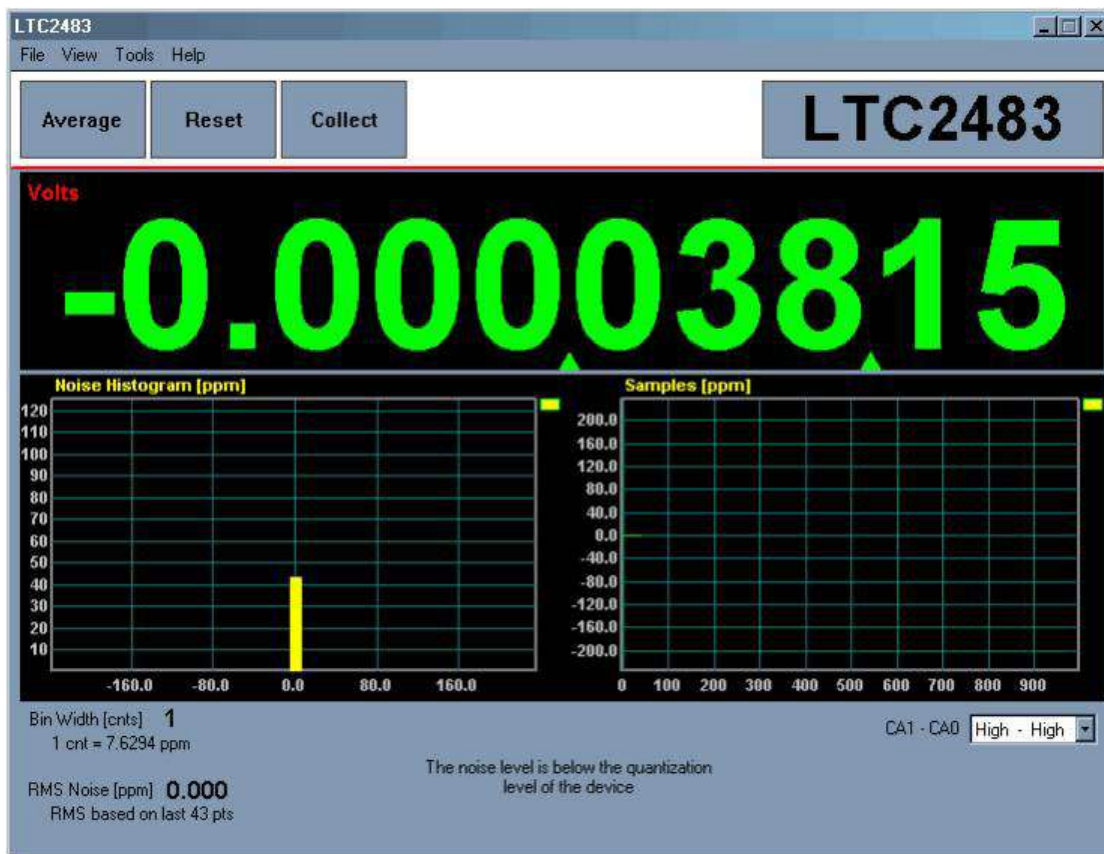 LTC2483
File View Tools Help
Average Reset Collect LTC2483
Volts
-0.00003815
Noise Histogram [ppm]
120
110
100
90
80
70
60
50
40
30
20
10
-160.0 -80.0 0.0 80.0 160.0
Samples [ppm]
200.0
160.0
120.0
80.0
40.0
0.0
-40.0
-80.0
-120.0
-160.0
-200.0
0 100 200 300 400 500 600 700 800 900
Bin Width [cnts] 1
1 cnt = 7.6294 ppm
RMS Noise [ppm] 0.000
RMS based on last 43 pts
The noise level is below the quantization
level of the device
CA1 - CA0 High - High